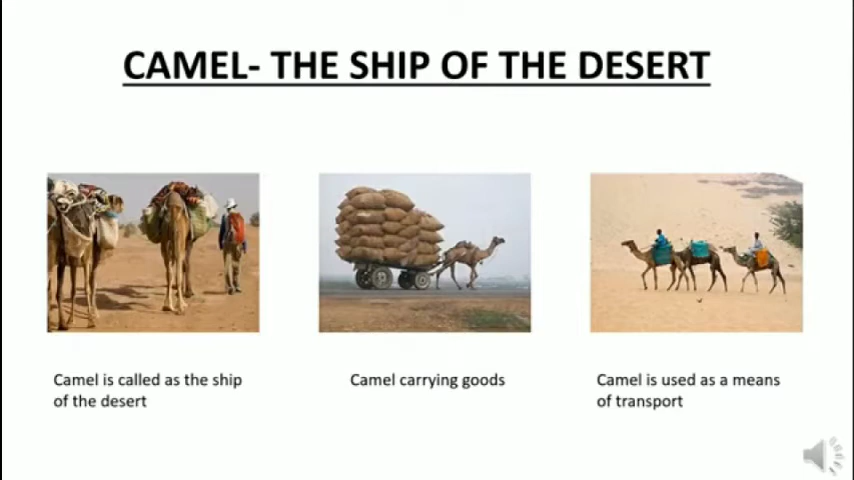 CAMEL- THE SHIP OF THE DESERT
Camel is called as the ship
of the desert
Camel carrying goods
Camel is used as a means
of transport